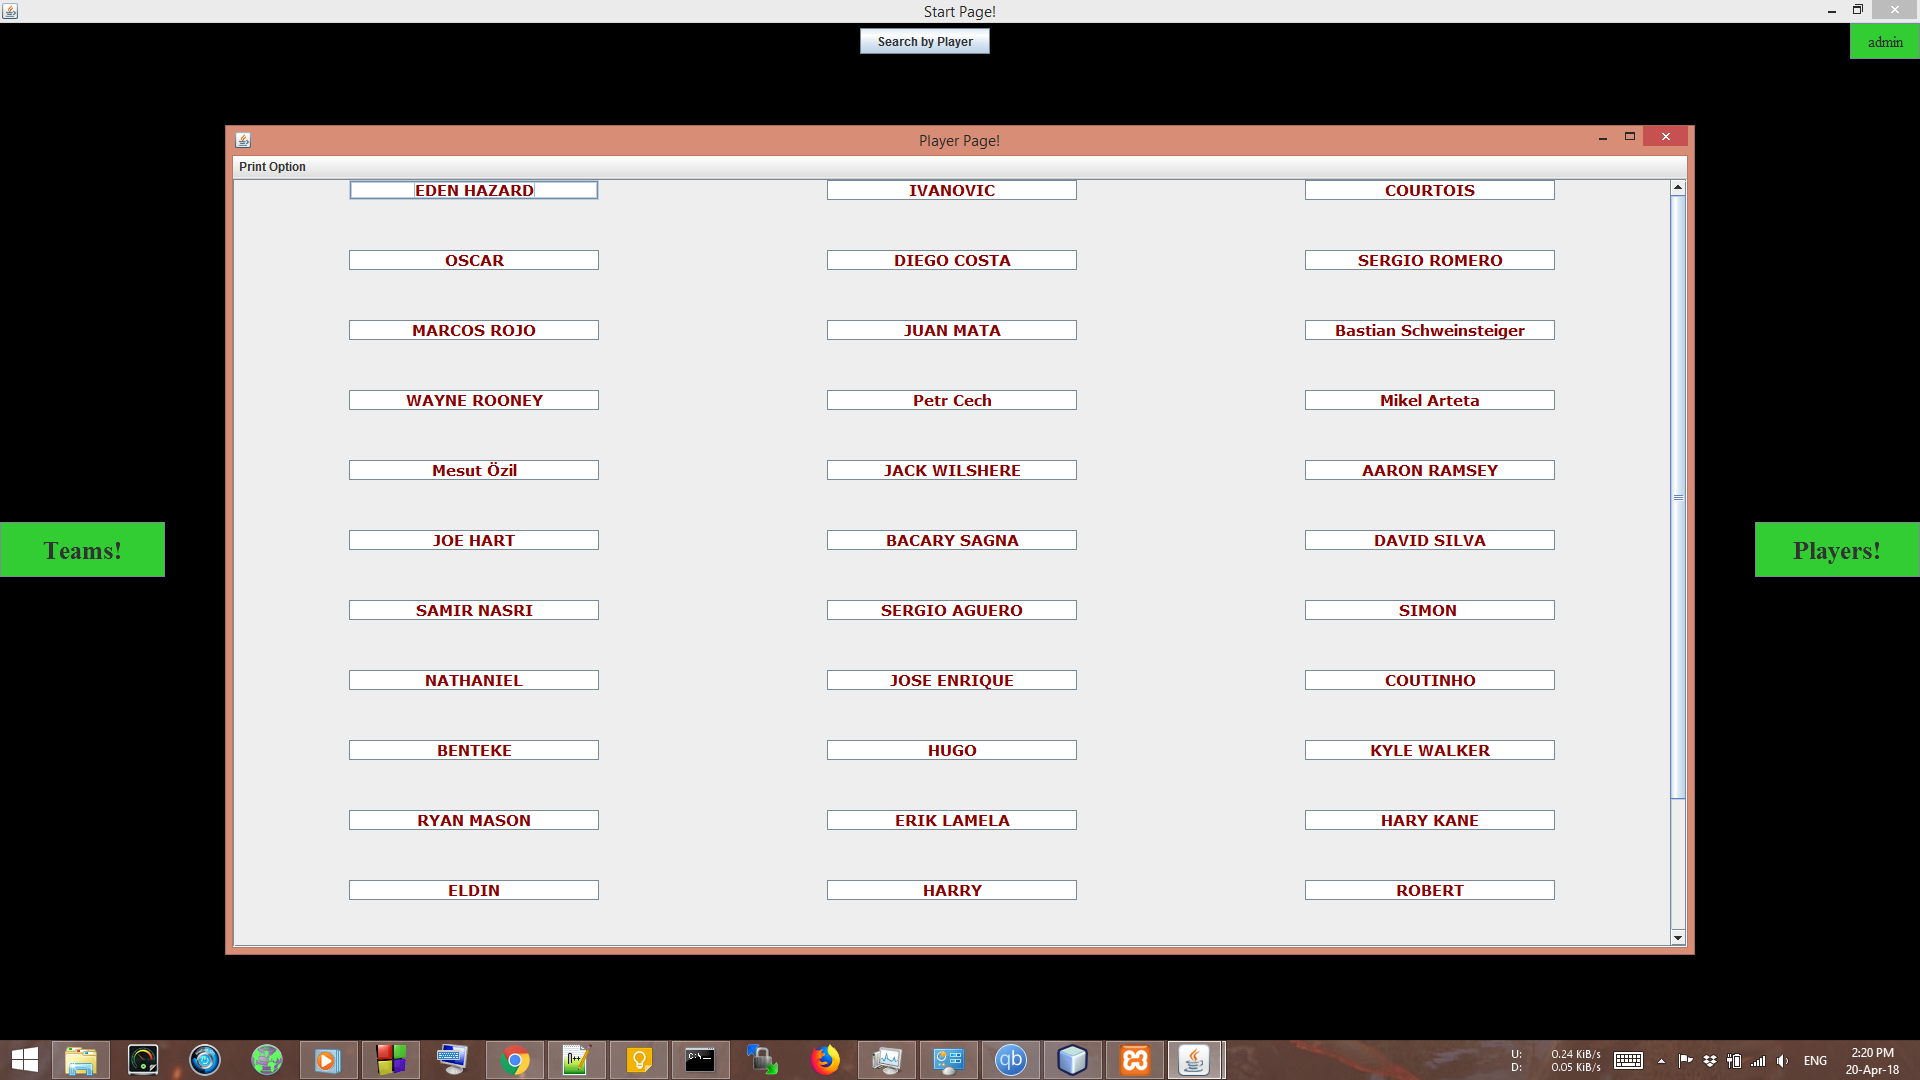 Start Page!
Search by Player
admin
Player Page!
Print Option
EDEN HAZARD IVANOVIC COURTOIS
OSCAR DIEGO COSTA SERGIO ROMERO
MARCOS ROJO JUAN MATA Bastian Schweinsteiger
WAYNE ROONEY Petr Cech Mikel Arteta
Mesut Özil JACK WILSHERE AARON RAMSEY
JOE HART BACARY SAGNA DAVID SILVA
Teams!
Players!
SAMIR NASRI SERGIO AGUERO SIMON
NATHANIEL JOSE ENRIQUE COUTINHO
BENTEKE HUGO KYLE WALKER
RYAN MASON ERIK LAMELA HARY KANE
ELDIN HARRY ROBERT
U: 0.24 KiB/s
D: 0.05 KiB/s
ENG
2:20 PM
20-Apr-18
C:\_
qb